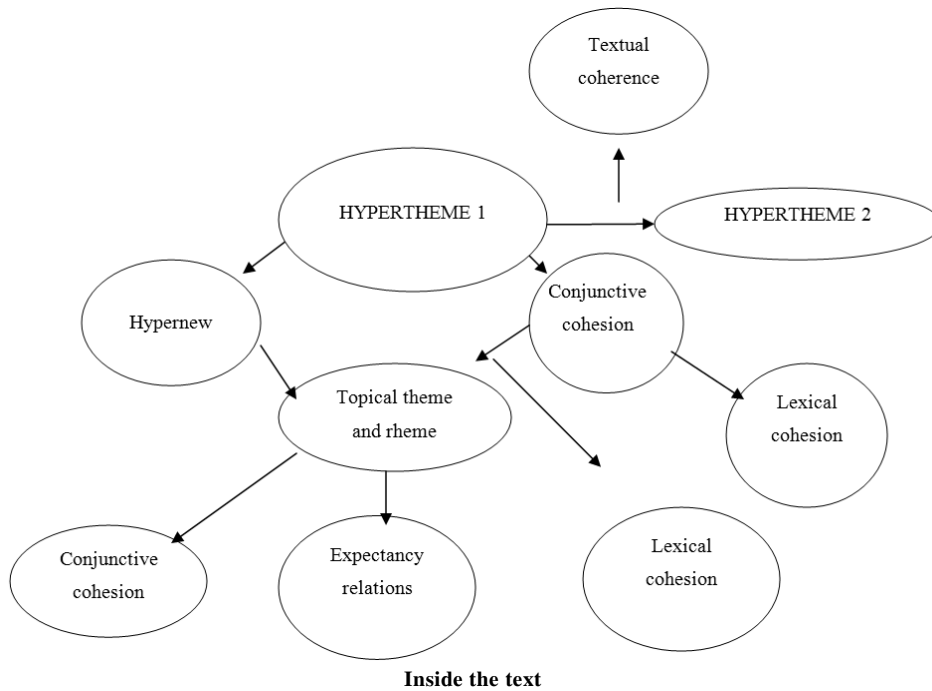 Textual
coherence
HYPERTHEME 1
HYPERTHEME 2
Hypernew
Conjunctive
cohesion
Topical theme
and rheme
Lexical
cohesion
Conjunctive
cohesion
Expectancy
relations
Lexical
cohesion
Inside the text